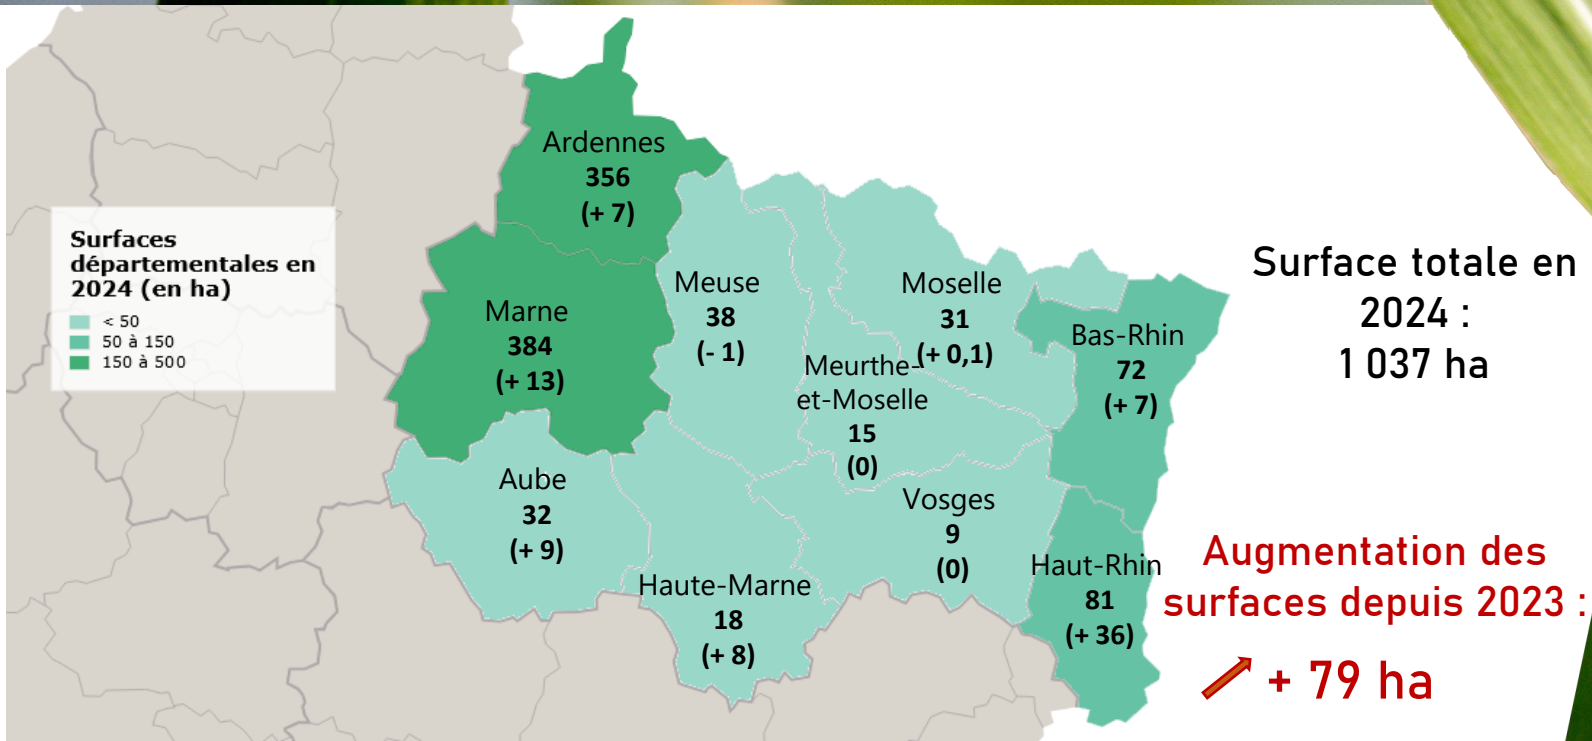 Surfaces
départementales en
2024 (en ha)
< 50
50 à 150
150 à 500
Ardennes
356
(+ 7)
Marne
384
(+ 13)
Meuse
38
(- 1)
Moselle
31
(+ 0,1)
Meurthe-
et-Moselle
15
(0)
Bas-Rhin
72
(+ 7)
Aube
32
(+ 9)
Haute-Marne
18
(+ 8)
Vosges
9
(0)
Haut-Rhin
81
(+ 36)
Surface totale en
2024 :
1 037 ha
Augmentation des
surfaces depuis 2023 :
+ 79 ha